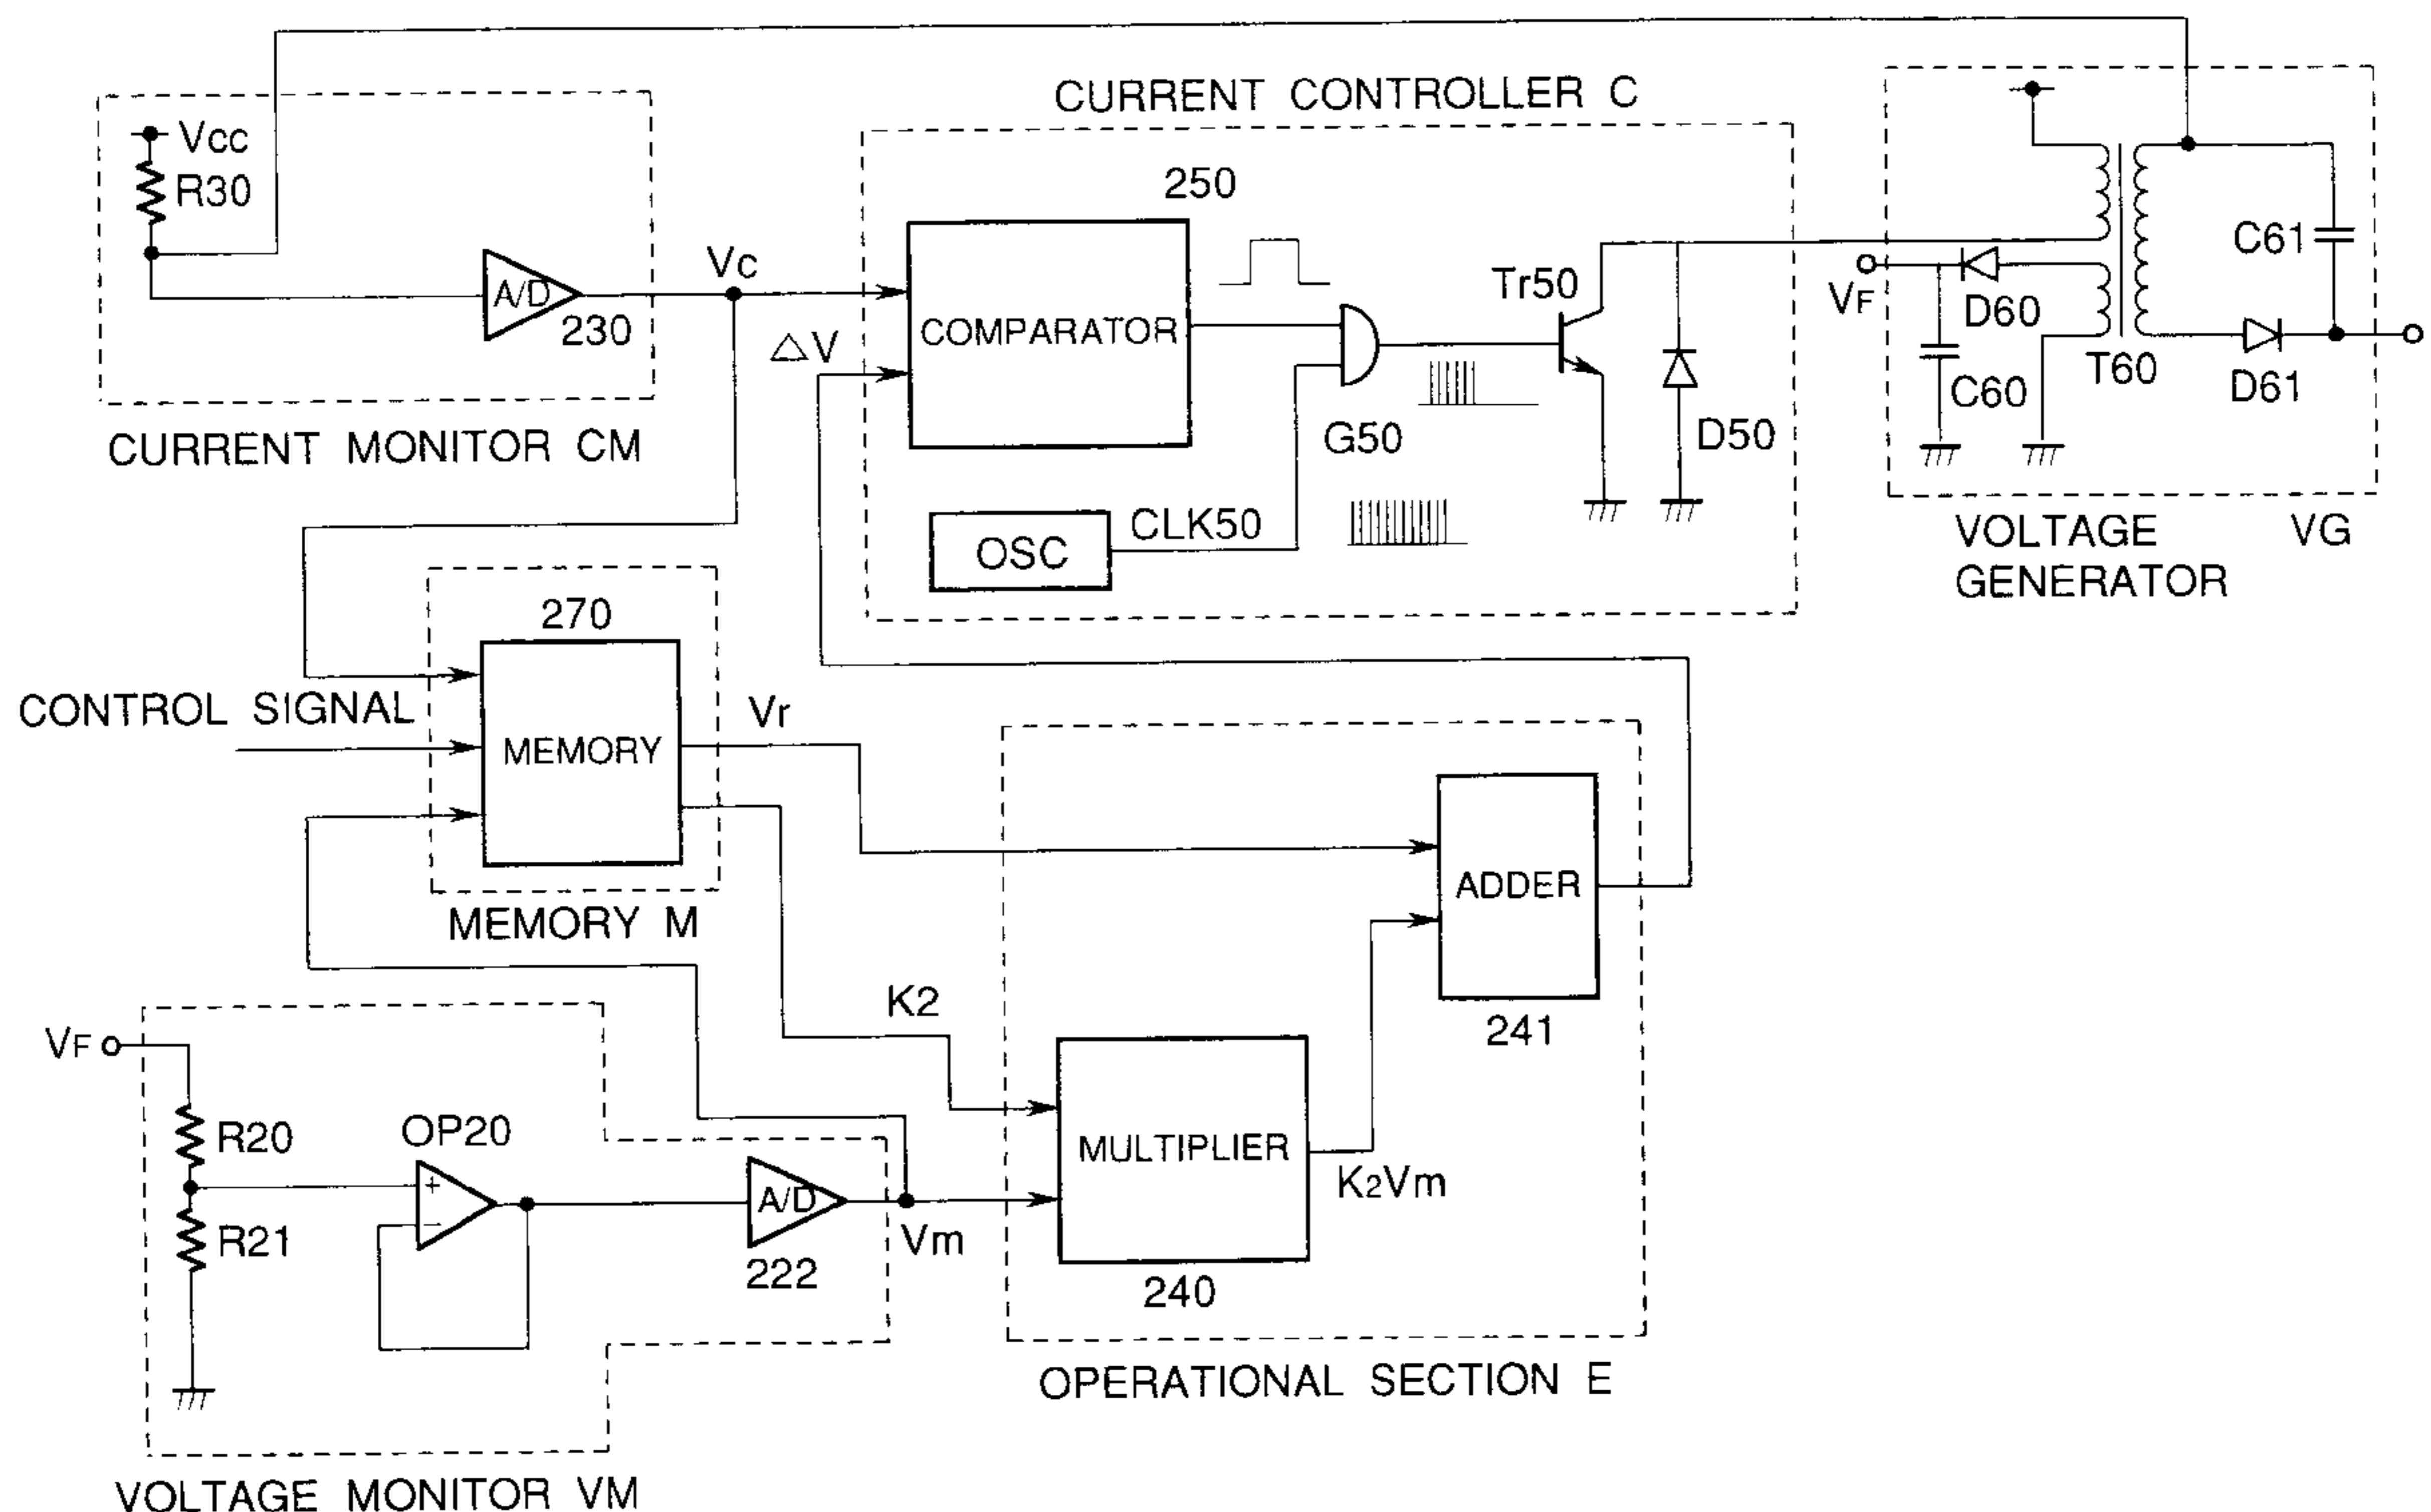 CURRENT CONTROLLER C
Vcc
R30
A/D
230
CURRENT MONITOR CM
Vc
△V
250
COMPARATOR
OSC
CLK50
G50
Tr50
D50
VF
D60
C60
T60
C61
D61
VOLTAGE VG
GENERATOR
270
CONTROL SIGNAL
MEMORY
MEMORY M
Vr
K2
ADDER
241
MULTIPLIER
240
K2Vm
OPERATIONAL SECTION E
VF
R20
R21
OP20
+
−
A/D
222
Vm
VOLTAGE MONITOR VM